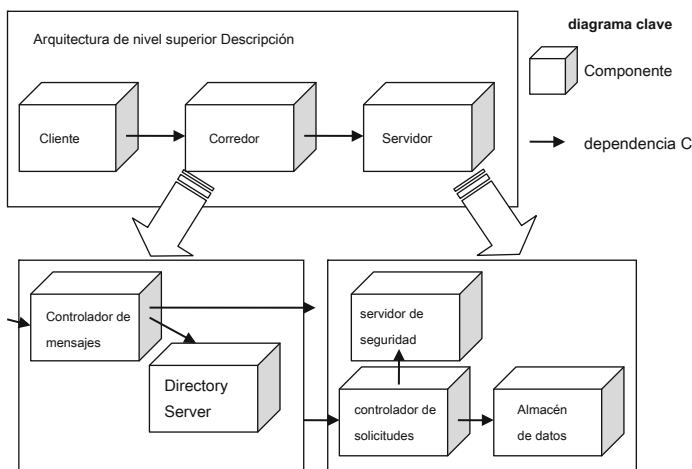 Arquitectura de nivel superior Descripción
diagrama clave
Componente
dependencia C
Cliente
Corredor
Servidor
Controlador de
mensajes
Directory
Server
servidor de
seguridad
controlador de
solicitudes
Almacén
de datos